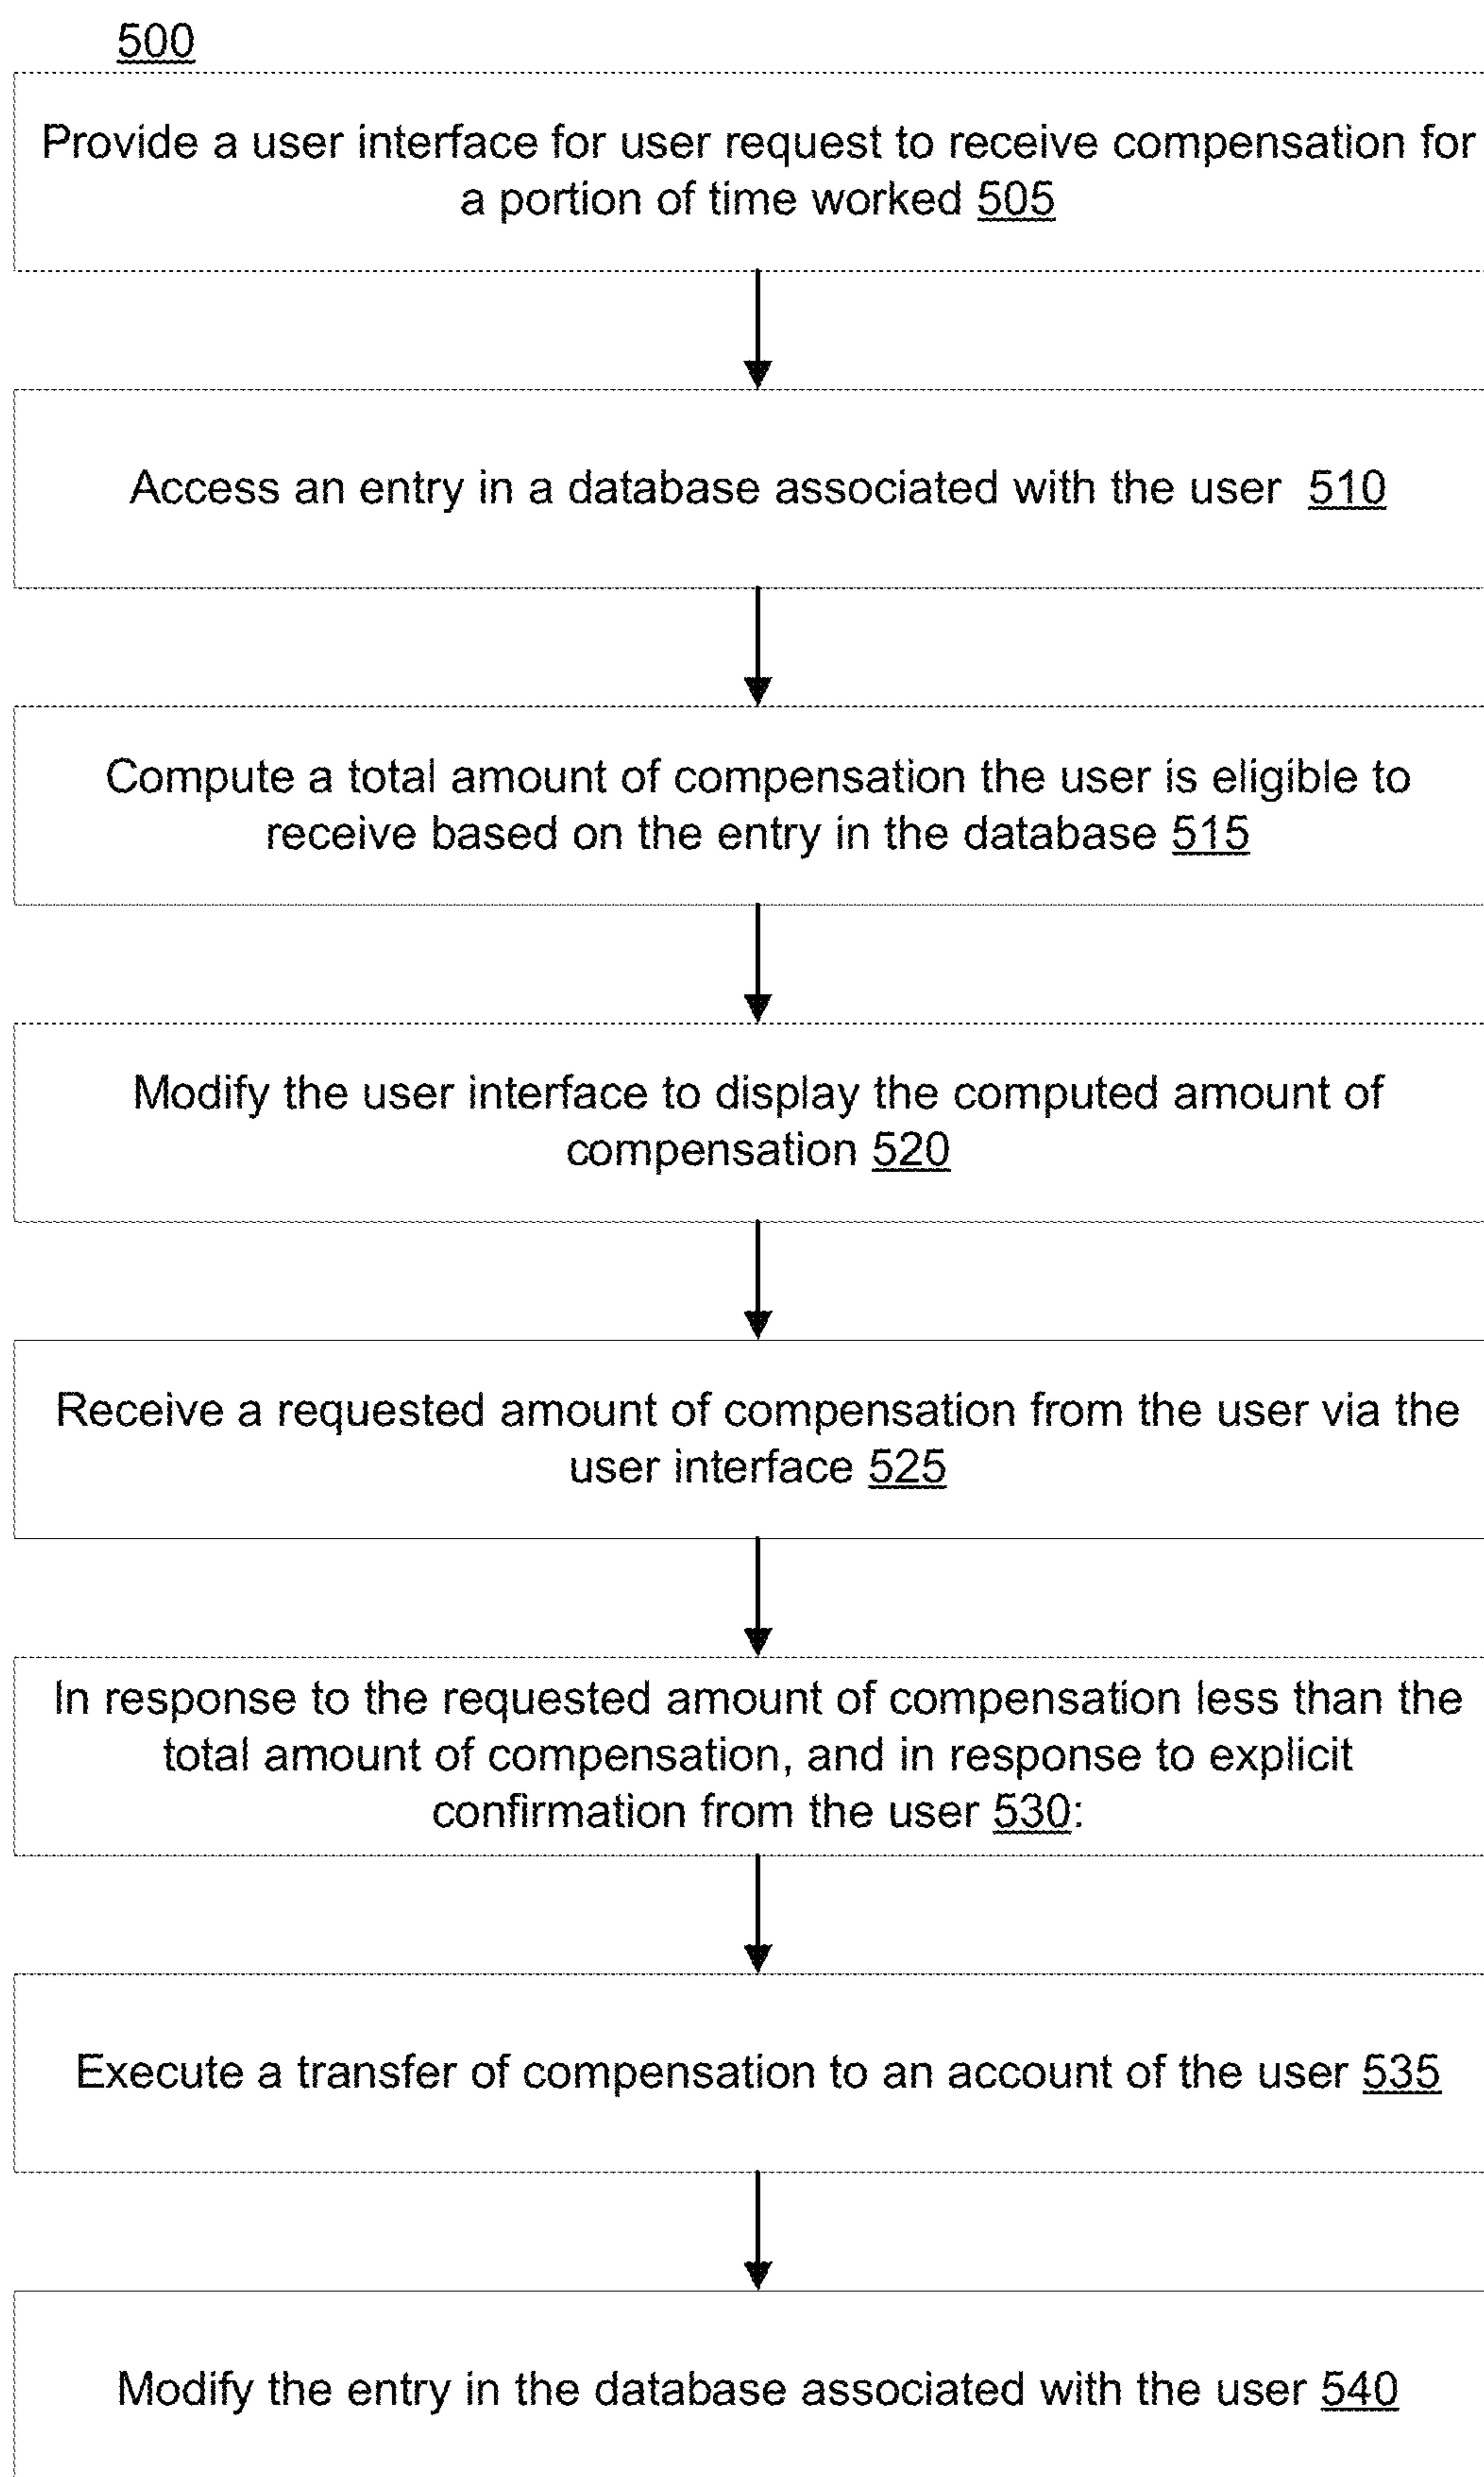 500
Provide a user interface for user request to receive compensation for
a portion of time worked 505
Access an entry in a database associated with the user 510
Compute a total amount of compensation the user is eligible to
receive based on the entry in the database 515
Modify the user interface to display the computed amount of
compensation 520
Receive a requested amount of compensation from the user via the
user interface 525
In response to the requested amount of compensation less than the
total amount of compensation, and in response to explicit
confirmation from the user 530:
Execute a transfer of compensation to an account of the user 535
Modify the entry in the database associated with the user 540